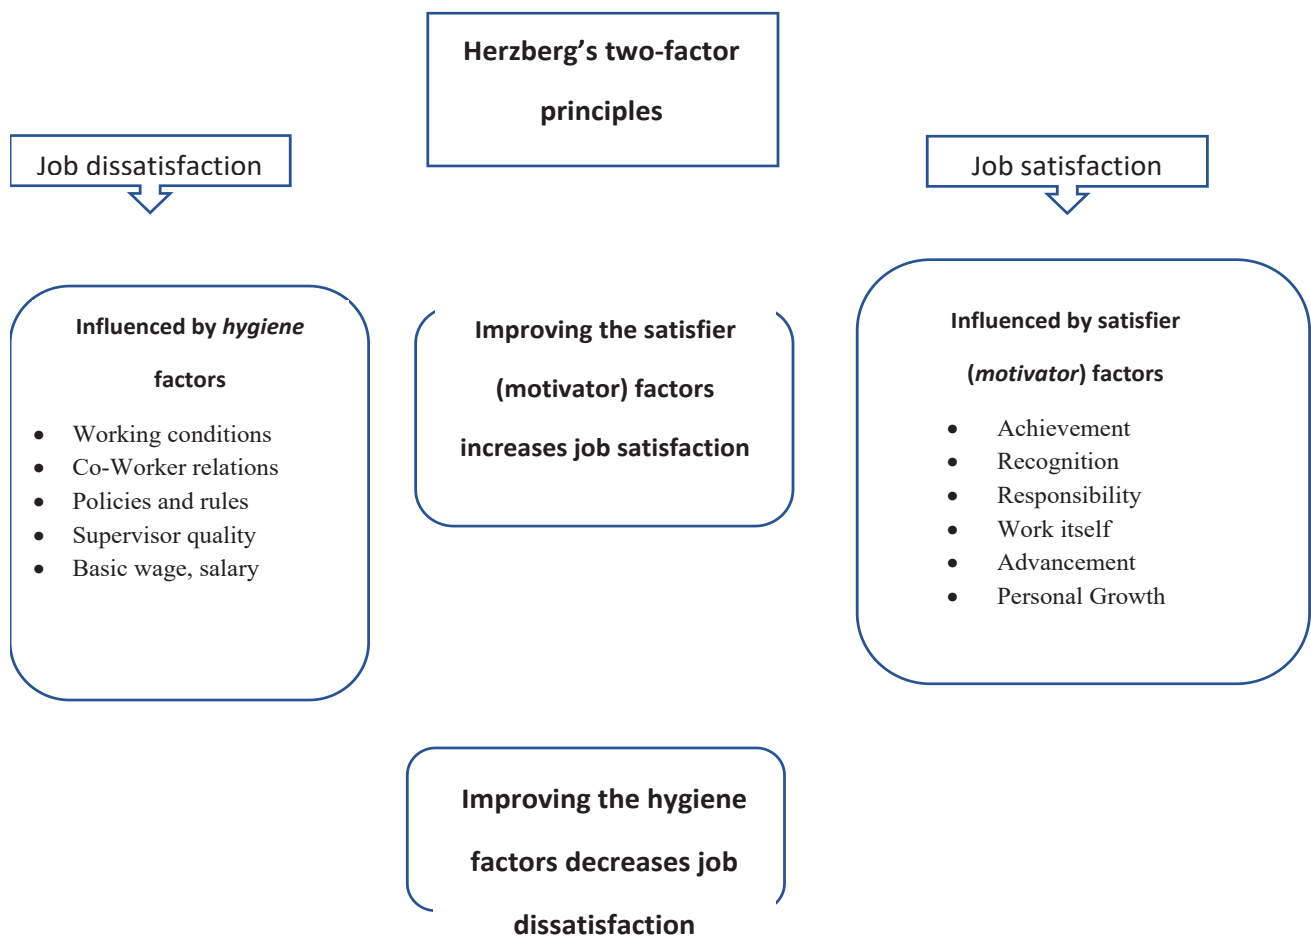 Herzberg’s two-factor
principles
Job dissatisfaction
Job satisfaction
Influenced by hygiene
factors
• Working conditions
• Co-Worker relations
• Policies and rules
• Supervisor quality
• Basic wage, salary
Improving the satisfier
(motivator) factors
increases job satisfaction
Influenced by satisfier
(motivator) factors
• Achievement
• Recognition
• Responsibility
• Work itself
• Advancement
• Personal Growth
Improving the hygiene
factors decreases job
dissatisfaction